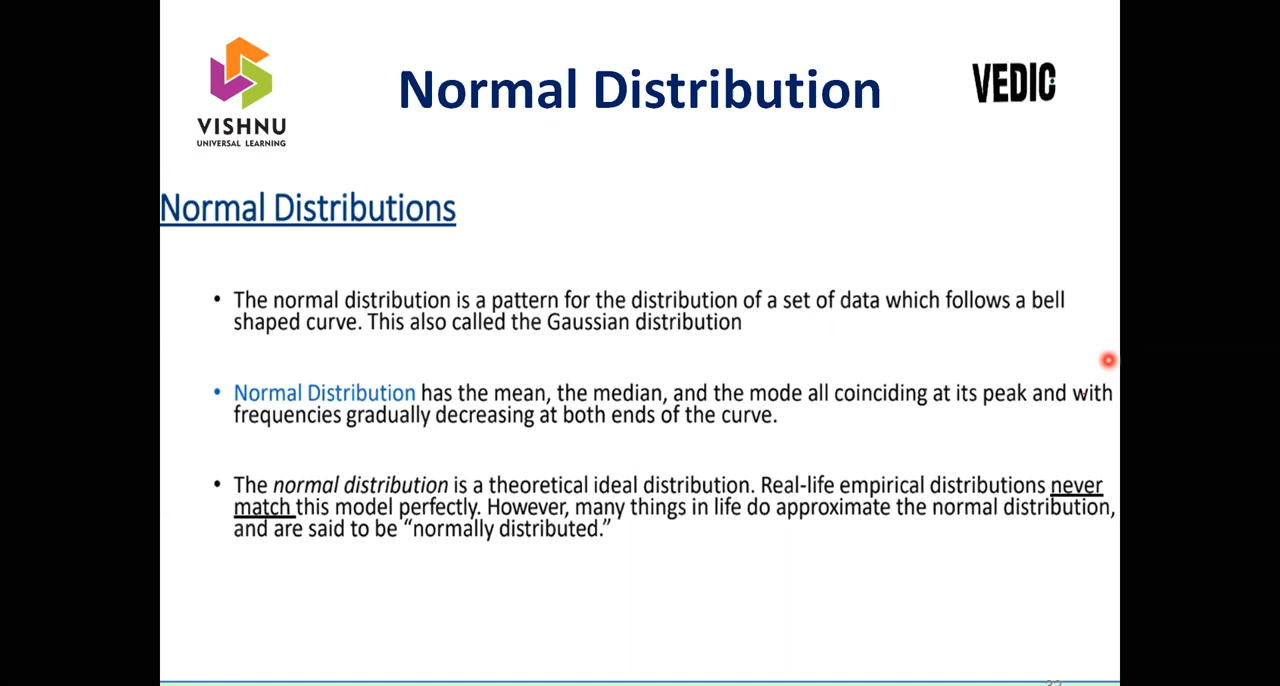 VISHNU
UNIVERSAL LEARNING
Normal Distribution
VEDIC
Normal Distributions
• The normal distribution is a pattern for the distribution of a set of data which follows a bell
shaped curve. This also called the Gaussian distribution
• Normal Distribution has the mean, the median, and the mode all coinciding at its peak and with
frequencies gradually decreasing at both ends of the curve.
• The normal distribution is a theoretical ideal distribution. Real-life empirical distributions never
match this model perfectly. However, many things in life do approximate the normal distribution,
and are said to be “normally distributed.”